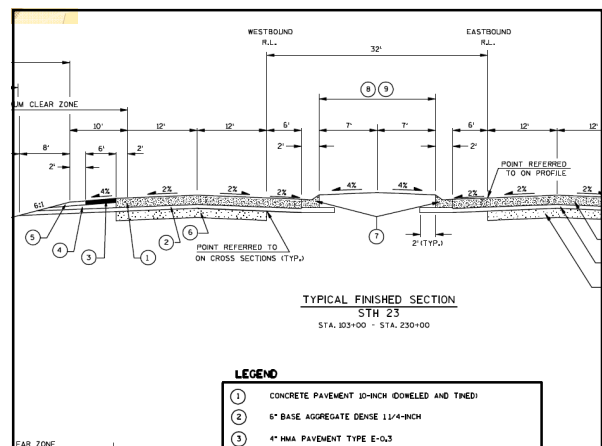 WESTBOUND
R.L.
EASTBOUND
R.L.
32'
8 9
UM CLEAR ZONE
10' 12' 12' 6' 7' 7' 6' 12' 12'
8' 6' 2' 2' 2'
2'
POINT REFERRED
TO ON PROFILE
4% 2% 2% 2% 4% 4% 2% 2% 2%
6:1
5 4 3 1 2 6
POINT REFERRED TO
ON CROSS SECTIONS (TYP.)
7
2' (TYP.)
TYPICAL FINISHED SECTION
STH 23
STA. 103+00 - STA. 230+00
LEGEND
1 CONCRETE PAVEMENT 10-INCH (DOWELED AND TINED)
2 6" BASE AGGREGATE DENSE 1 1/4-INCH
3 4" HMA PAVEMENT TYPE E-0.3
EAR ZONE